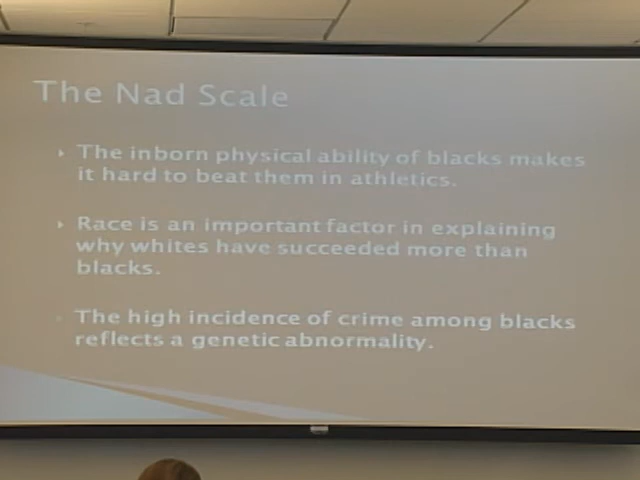 The Nad Scale
The inborn physical ability of blacks makes
it hard to beat them in athletics.
Race is an important factor in explaining
why whites have succeeded more than
blacks.
The high incidence of crime among blacks
reflects a genetic abnormality.